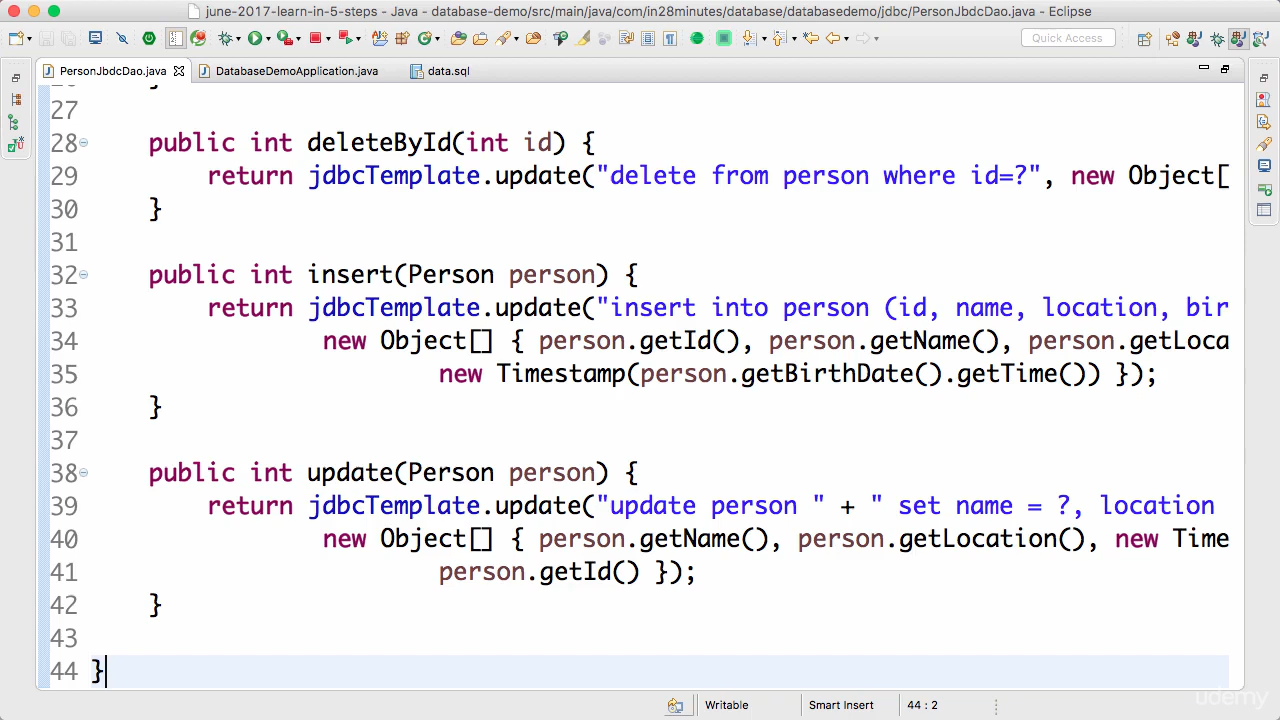 june-2017-learn-in-5-steps - Java - database-demo/src/main/java/com/in28minutes/database/databasedemo/jdbc/PersonJbdcDao.java - Eclipse
Quick Access
PersonJbdcDao.java DatabaseDemoApplication.java data.sql
27
28 public int deleteById(int id) {
29 return jdbcTemplate.update("delete from person where id=?", new Object[
30 }
31
32 public int insert(Person person) {
33 return jdbcTemplate.update("insert into person (id, name, location, bir
34 new Object[] { person.getId(), person.getName(), person.getLoca
35 new Timestamp(person.getBirthDate().getTime()) });
36 }
37
38 public int update(Person person) {
39 return jdbcTemplate.update("update person " + " set name = ?, location
40 new Object[] { person.getName(), person.getLocation(), new Time
41 person.getId() });
42 }
43
44 }
Writable Smart Insert 44 : 2
udemy